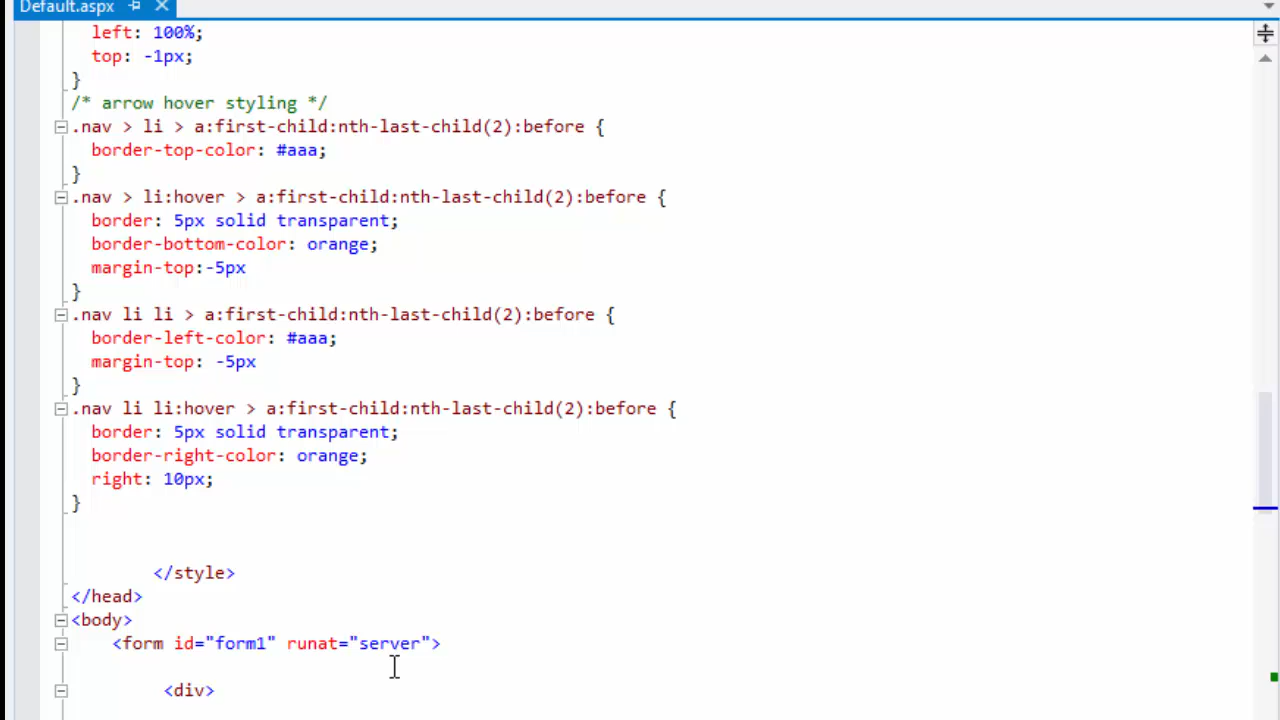 Default.aspx
left: 100%;
top: -1px;
}
/* arrow hover styling */
.nav > li > a:first-child:nth-last-child(2):before {
border-top-color: #aaa;
}
.nav > li:hover > a:first-child:nth-last-child(2):before {
border: 5px solid transparent;
border-bottom-color: orange;
margin-top:-5px
}
.nav li li > a:first-child:nth-last-child(2):before {
border-left-color: #aaa;
margin-top: -5px
}
.nav li li:hover > a:first-child:nth-last-child(2):before {
border: 5px solid transparent;
border-right-color: orange;
right: 10px;
}
</style>
</head>
<body>
<form id="form1" runat="server">
<div>